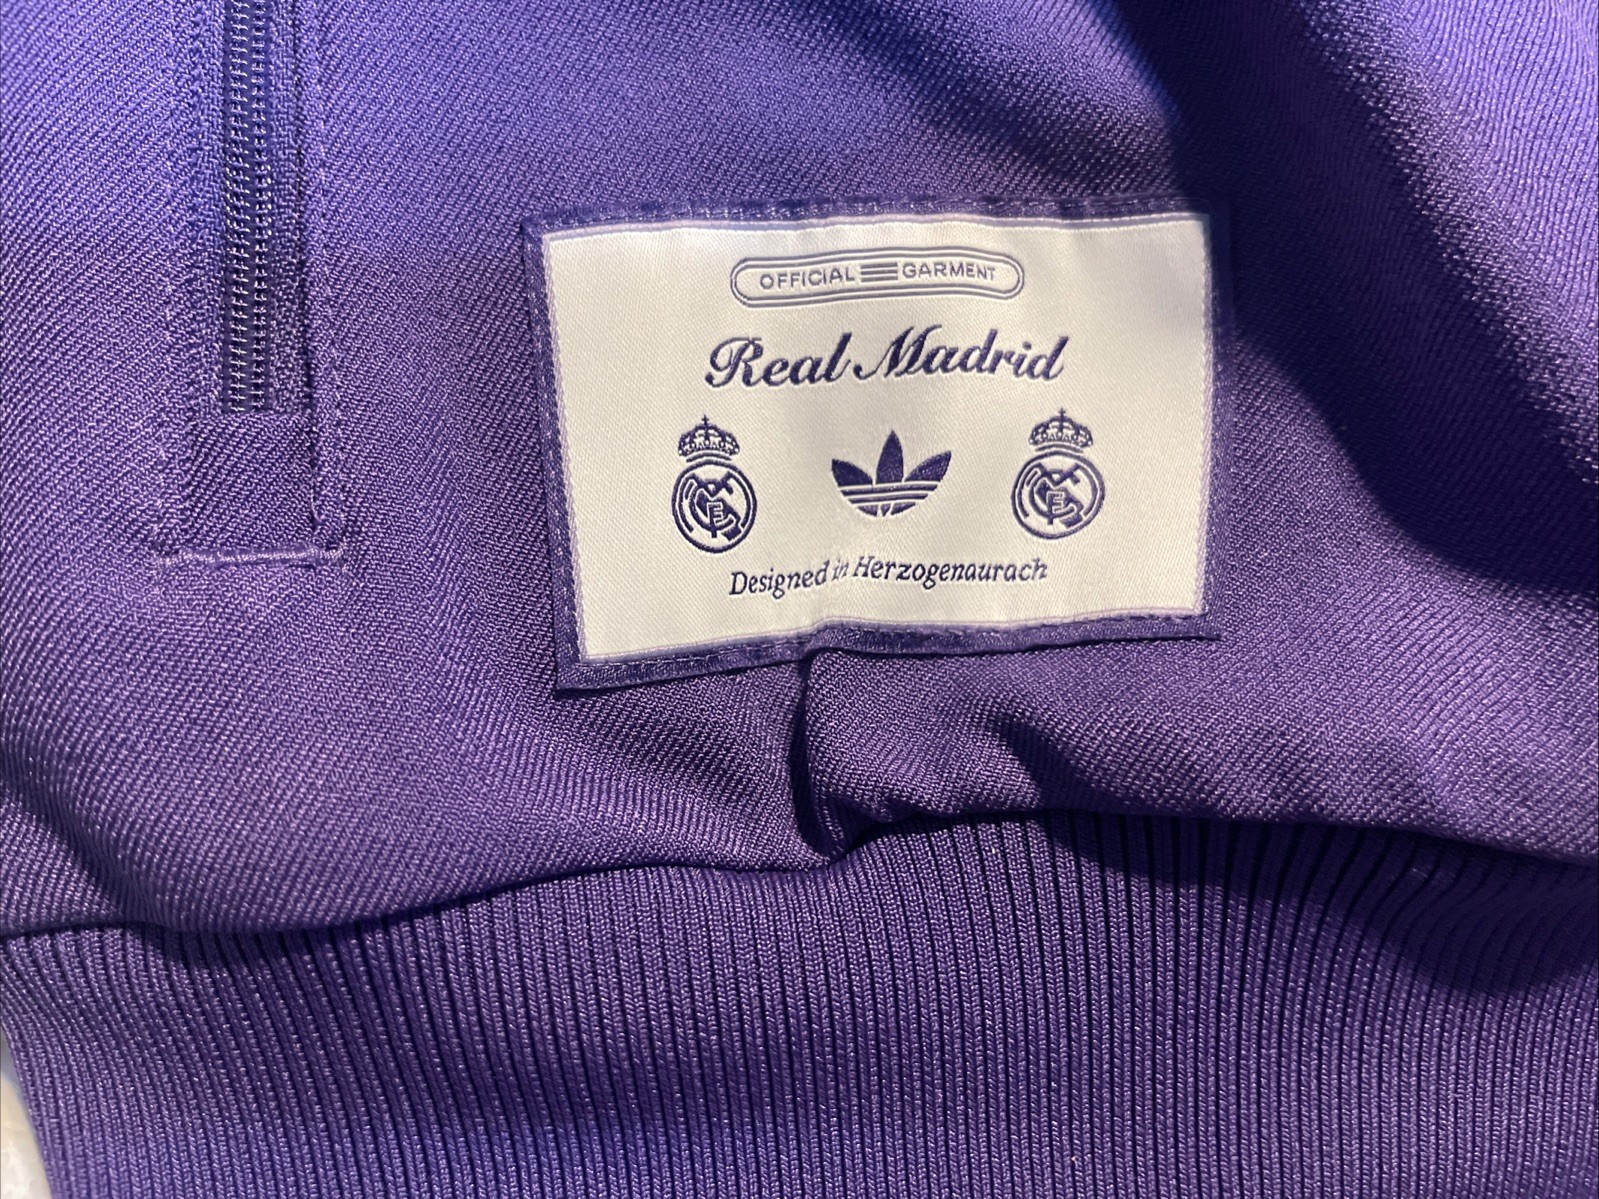 OFFICIAL GARMENT
Real Madrid
Designed in Herzogenaurach